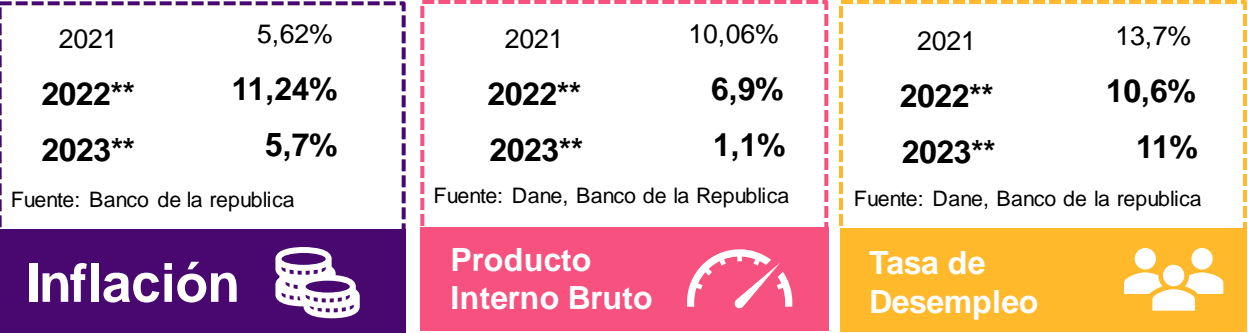 2021 5,62%
2022** 11,24%
2023** 5,7%
Fuente: Banco de la republica
Inflación
2021 10,06%
2022** 6,9%
2023** 1,1%
Fuente: Dane, Banco de la Republica
Producto
Interno Bruto
2021 13,7%
2022** 10,6%
2023** 11%
Fuente: Dane, Banco de la republica
Tasa de
Desempleo